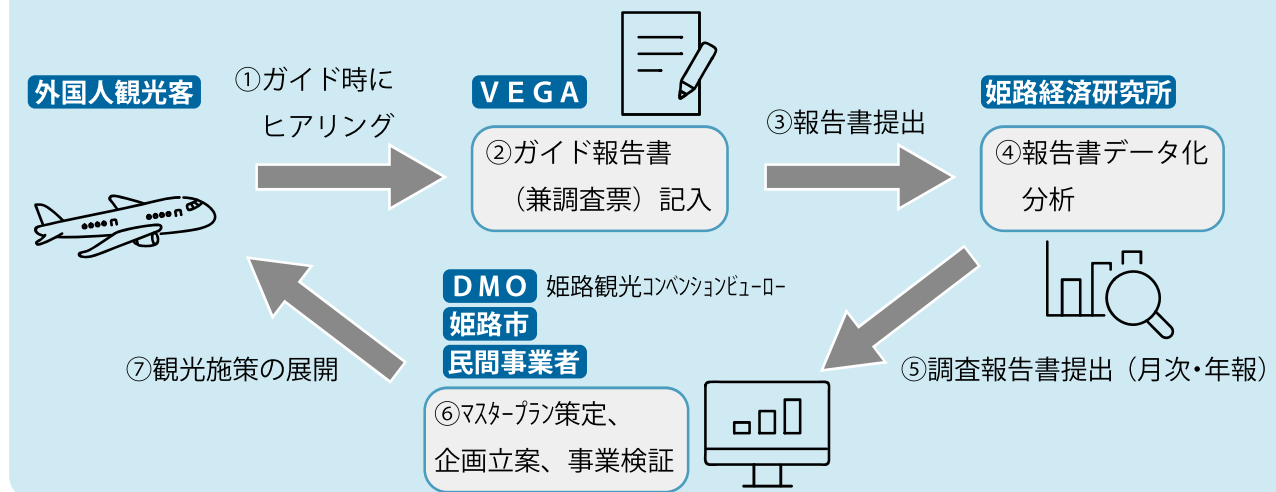 外国人観光客
①ガイド時に
ヒアリング
VEGA
②ガイド報告書
（兼調査票）記入
③報告書提出
姫路経済研究所
④報告書データ化
分析
⑤調査報告書提出（月次・年報）
DMO 姫路観光ｺﾝﾍﾞﾝｼｮﾝﾋﾞｭｰﾛｰ
姫路市
民間事業者
⑥ﾏｽﾀｰﾌﾟﾗﾝ策定、
企画立案、事業検証
⑦観光施策の展開